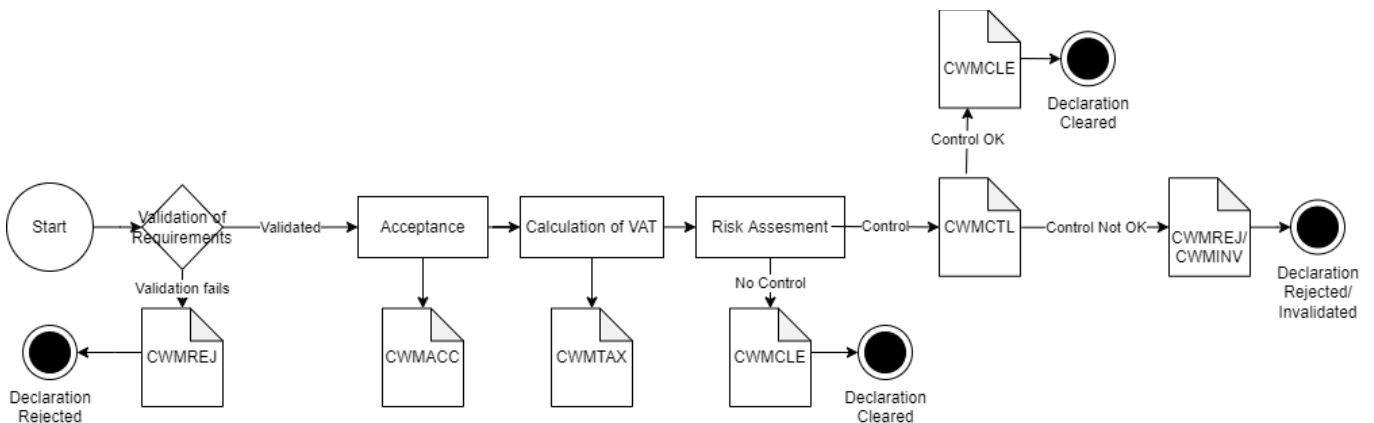 CWMCLE
Declaration
Cleared
Control OK
Start
Validation of
Requirements
Validated
Acceptance
Calculation of VAT
Risk Assesment
Control
CWMCTL
Control Not OK
CWMREJ/
CWMINV
Declaration
Rejected/
Invalidated
Validation fails
No Control
Declaration
Rejected
CWMREJ
CWMACC
CWMTAX
CWMCLE
Declaration
Cleared